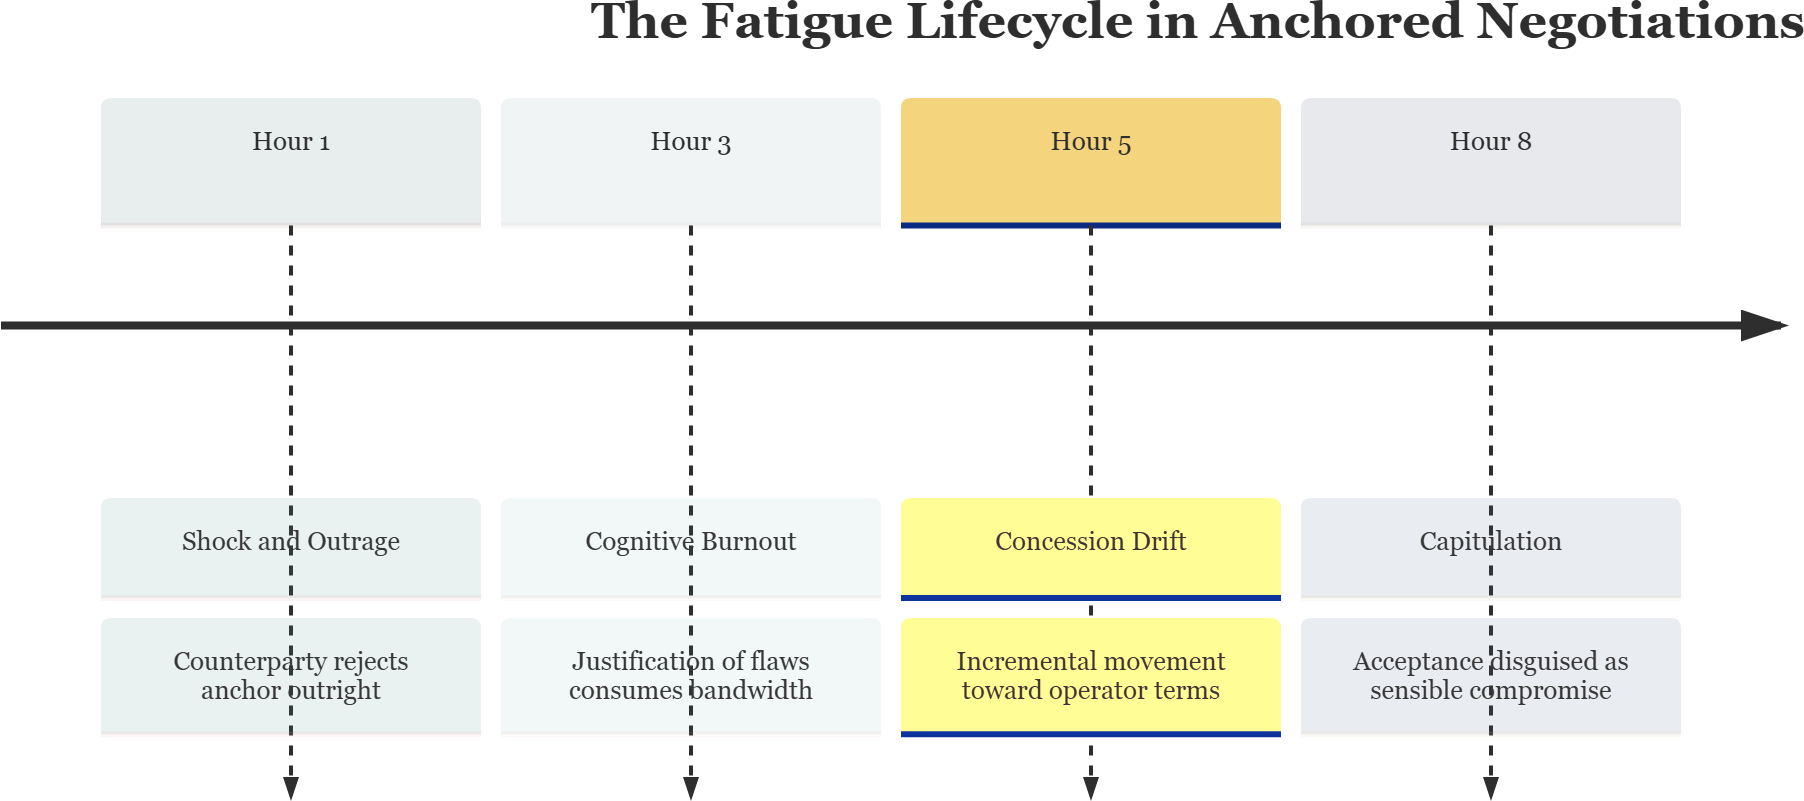 The Fatigue Lifecycle in Anchored Negotiations
Hour 1
Hour 3
Hour 5
Hour 8
Shock and Outrage
Cognitive Burnout
Concession Drift
Capitulation
Counterparty rejects
anchor outright
Justification of flaws
consumes bandwidth
Incremental movement
toward operator terms
Acceptance disguised as
sensible compromise